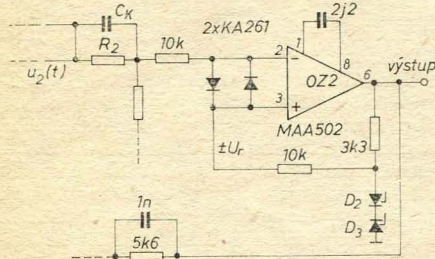 C_K
2j2
2xKA261
R_2
10k
1
2
8
−
OZ2
6
výstup
u_2(t)
3
+
MAA502
±U_r
10k
3k3
D_2
D_3
1n
5k6